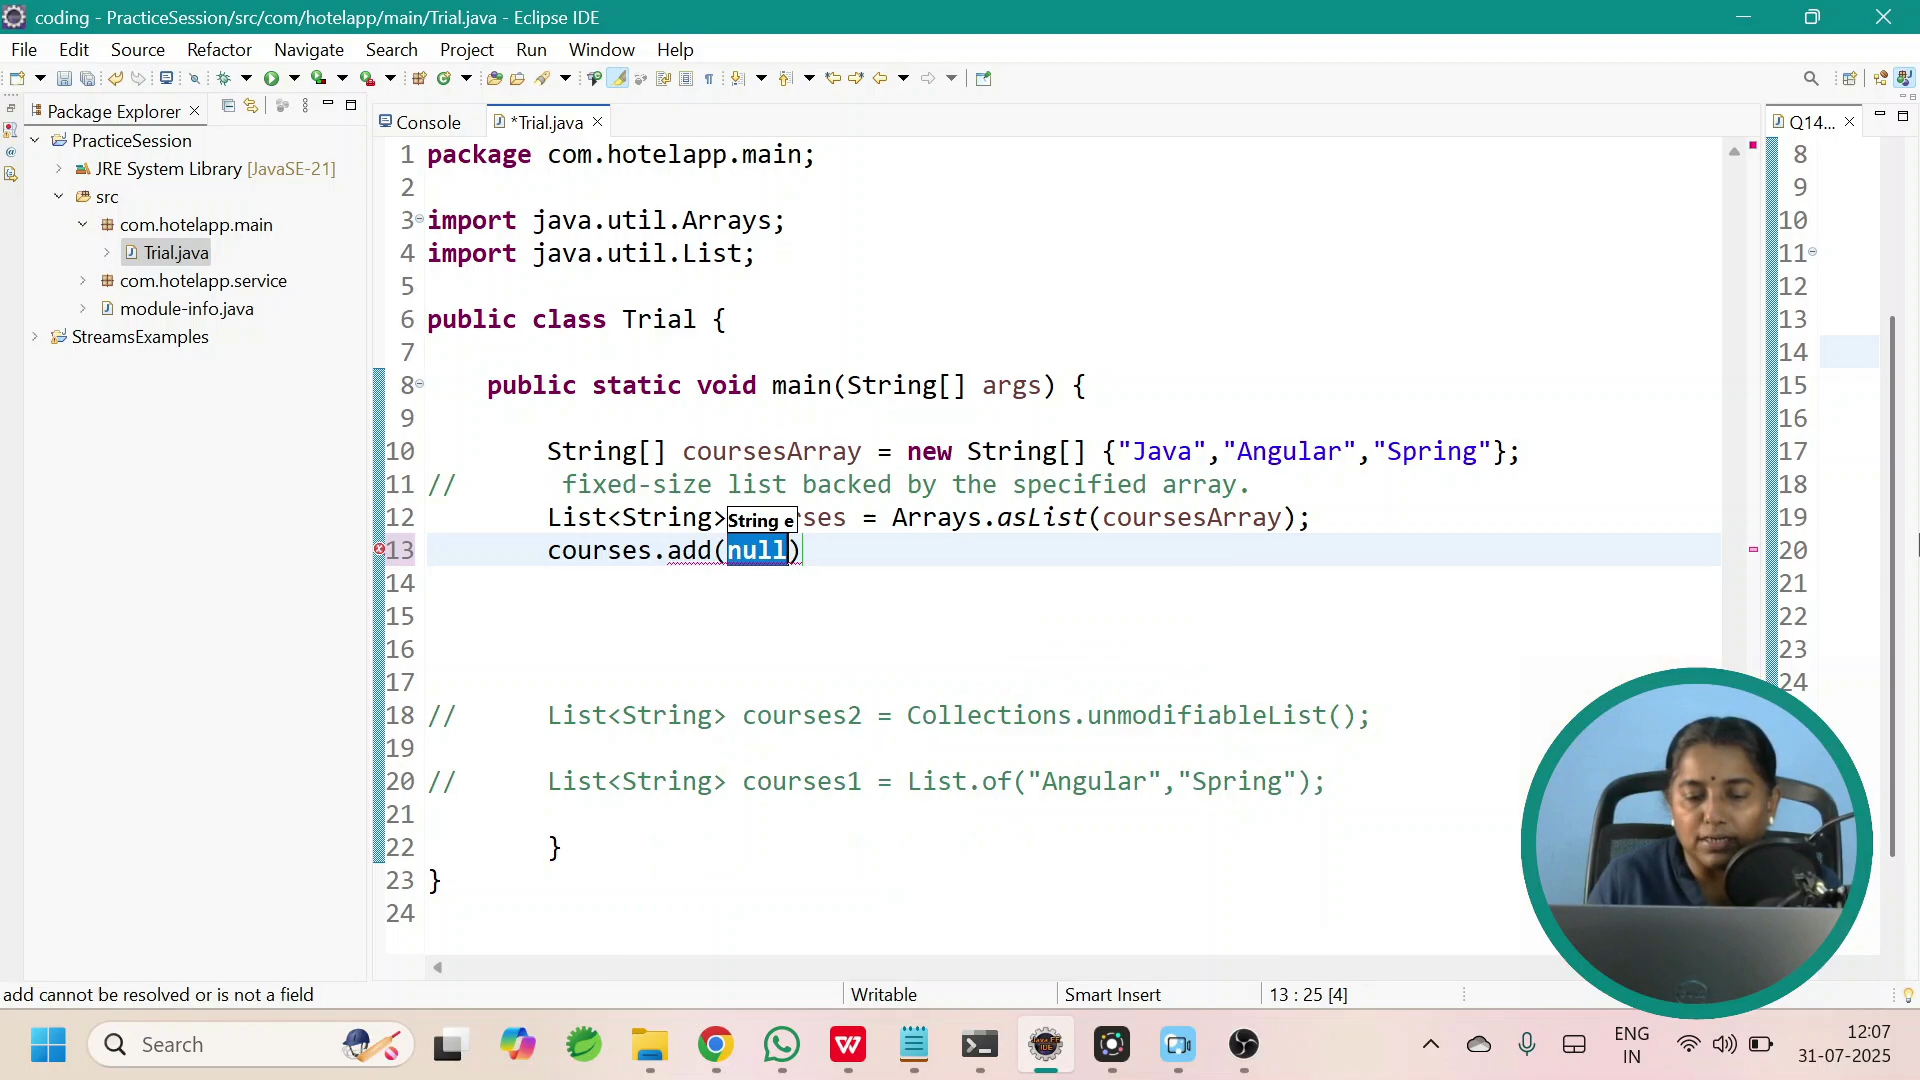 coding - PracticeSession/src/com/hotelapp/main/Trial.java - Eclipse IDE
File Edit Source Refactor Navigate Search Project Run Window Help
Package Explorer
PracticeSession
JRE System Library [JavaSE-21]
src
com.hotelapp.main
Trial.java
com.hotelapp.service
module-info.java
StreamsExamples
Console
*Trial.java
1 package com.hotelapp.main;
2
3 import java.util.Arrays;
4 import java.util.List;
5
6 public class Trial {
7
8 public static void main(String[] args) {
9
10 String[] coursesArray = new String[] {"Java","Angular","Spring"};
11 // fixed-size list backed by the specified array.
12 List<String> ses = Arrays.asList(coursesArray);
String e
13 courses.add(null)
14
15
16
17
18 // List<String> courses2 = Collections.unmodifiableList();
19
20 // List<String> courses1 = List.of("Angular","Spring");
21
22 }
23 }
24
Q14...
8
9
10
11
12
13
14
15
16
17
18
19
20
21
22
23
24
add cannot be resolved or is not a field
Writable
Smart Insert
13 : 25 [4]
Search
ENG
IN
12:07
31-07-2025